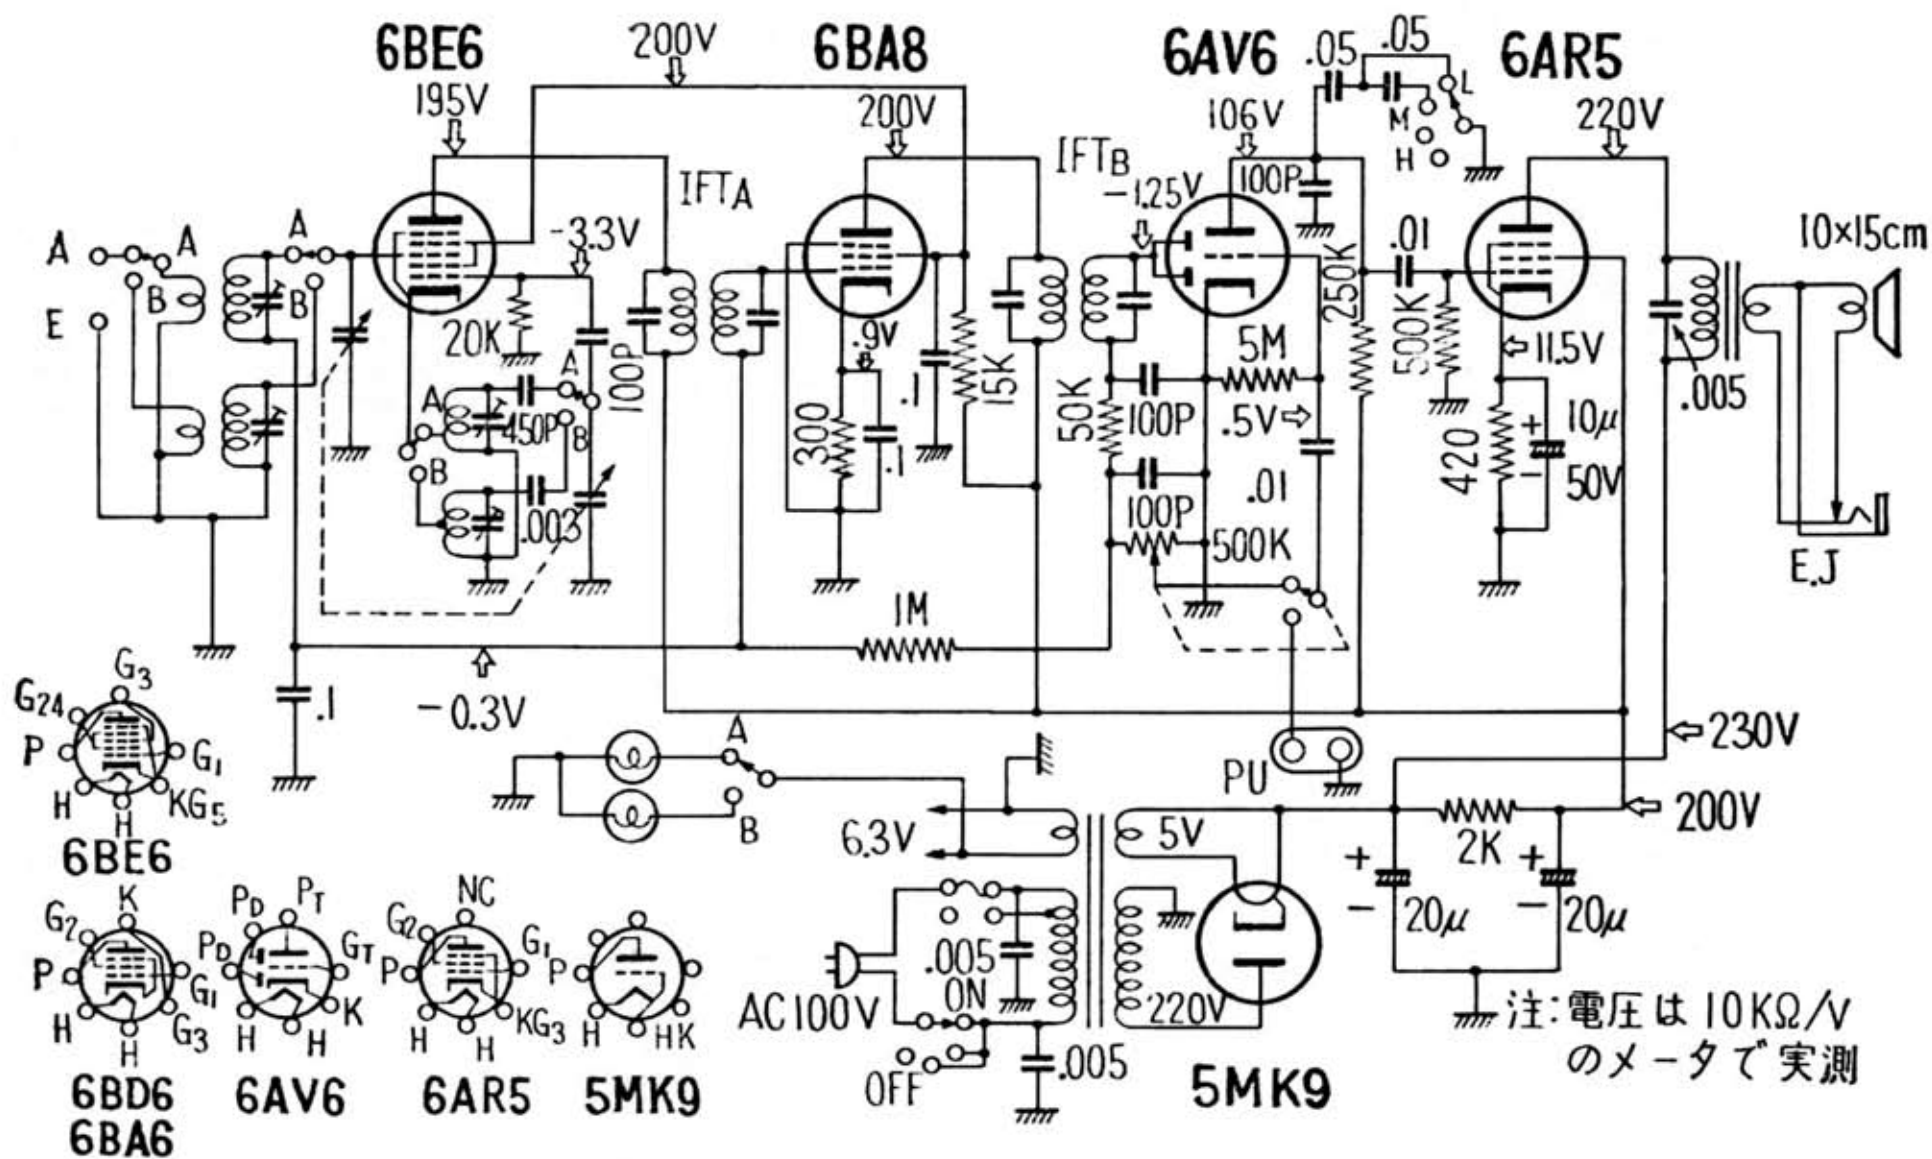 6BE6
200V
6BA8
6AV6
.05
.05
6AR5
195V
200V
106V
L
M
H
220V
IFTA
IFTB
-1.25V
100P
10×15cm
A
A
A
B
B
E
-3.3V
20K
100P
A
450P
A
B
B
.003
.9V
300
.1
.1
15K
50K
100P
100P
5M
.5V
.01
500K
250K
.01
500K
11.5V
420
+
-
10μ
50V
.005
E.J
1M
-0.3V
.1
A
B
6.3V
5V
PU
230V
200V
2K
+
-
20μ
+
-
20μ
AC100V
.005
ON
OFF
.005
220V
5MK9
注:電圧は10KΩ/V
のメータで実測
G3
G24
P
G1
H
H
KG5
6BE6
K
G2
P
G1
H
H
G3
6BD6
6BA6
PD
PT
PD
GT
H
H
K
6AV6
NC
G2
G1
P
H
H
KG3
6AR5
P
H
HK
5MK9